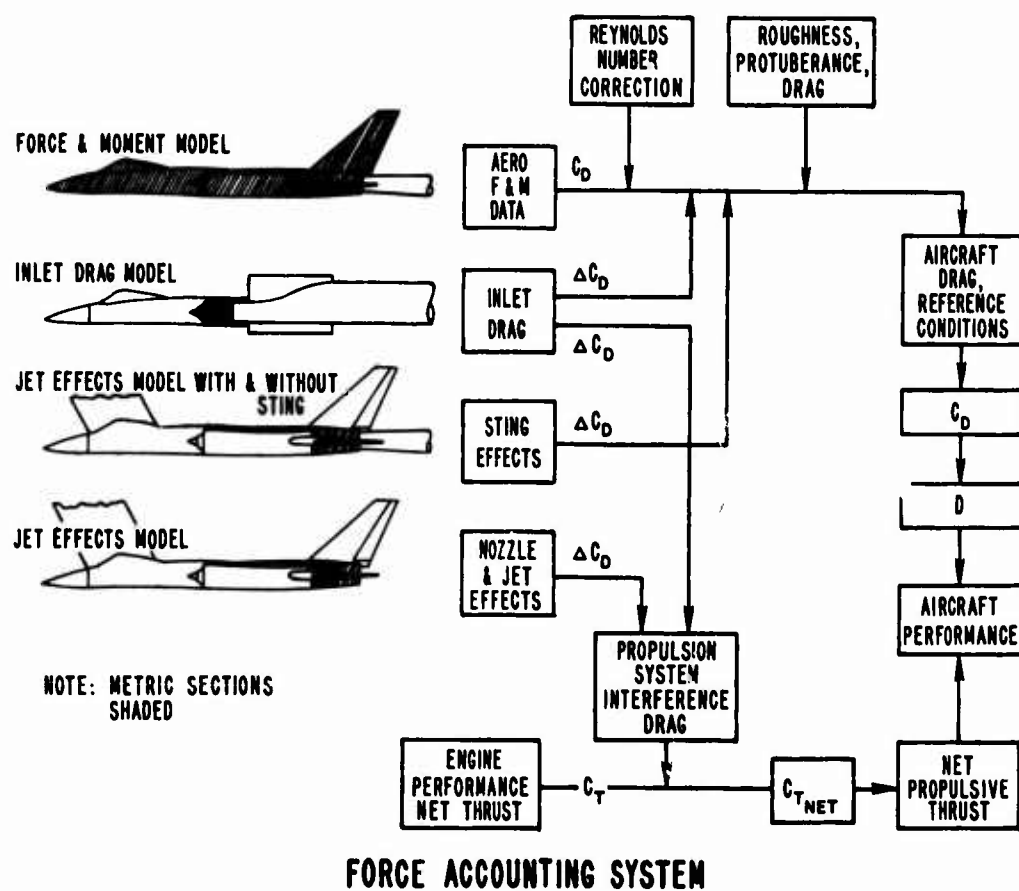 REYNOLDS
NUMBER
CORRECTION
ROUGHNESS,
PROTUBERANCE,
DRAG
FORCE & MOMENT MODEL
AERO
F & M
DATA
C_D
INLET DRAG MODEL
INLET
DRAG
ΔC_D
ΔC_D
AIRCRAFT
DRAG,
REFERENCE
CONDITIONS
JET EFFECTS MODEL WITH & WITHOUT
STING
STING
EFFECTS
ΔC_D
C_D
D
JET EFFECTS MODEL
NOZZLE
& JET
EFFECTS
ΔC_D
AIRCRAFT
PERFORMANCE
PROPULSION
SYSTEM
INTERFERENCE
DRAG
NOTE: METRIC SECTIONS
SHADED
ENGINE
PERFORMANCE
NET THRUST
C_T
C_T_NET
NET
PROPULSIVE
THRUST
FORCE ACCOUNTING SYSTEM